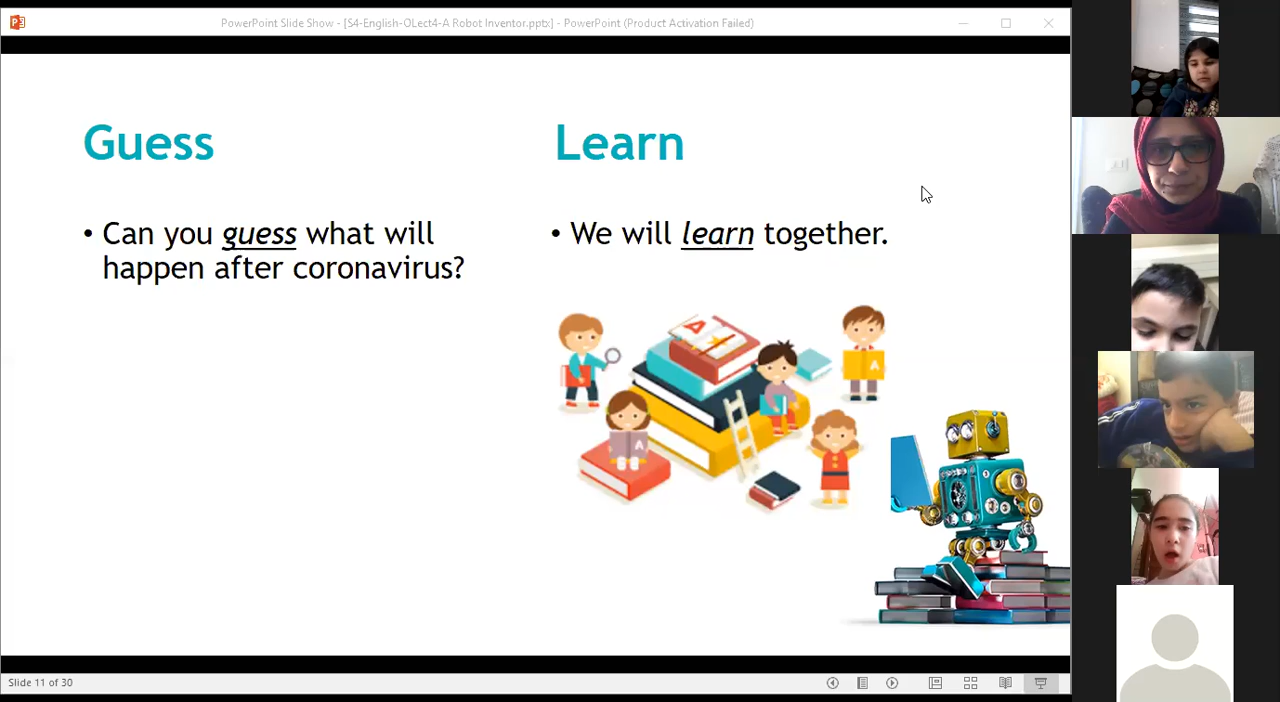 PowerPoint Slide Show - [S4-English-OLect4-A Robot Inventor.pptx] - PowerPoint (Product Activation Failed)
Guess
• Can you guess what will
happen after coronavirus?
Learn
• We will learn together.
A
A
A
Slide 11 of 30